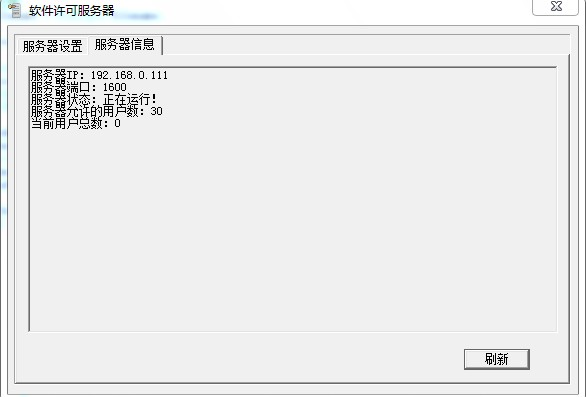 软件许可服务器
服务器设置 服务器信息
服务器IP: 192.168.0.111
服务器端口: 1600
服务器状态: 正在运行!
服务器允许的用户数: 30
当前用户总数: 0
刷新